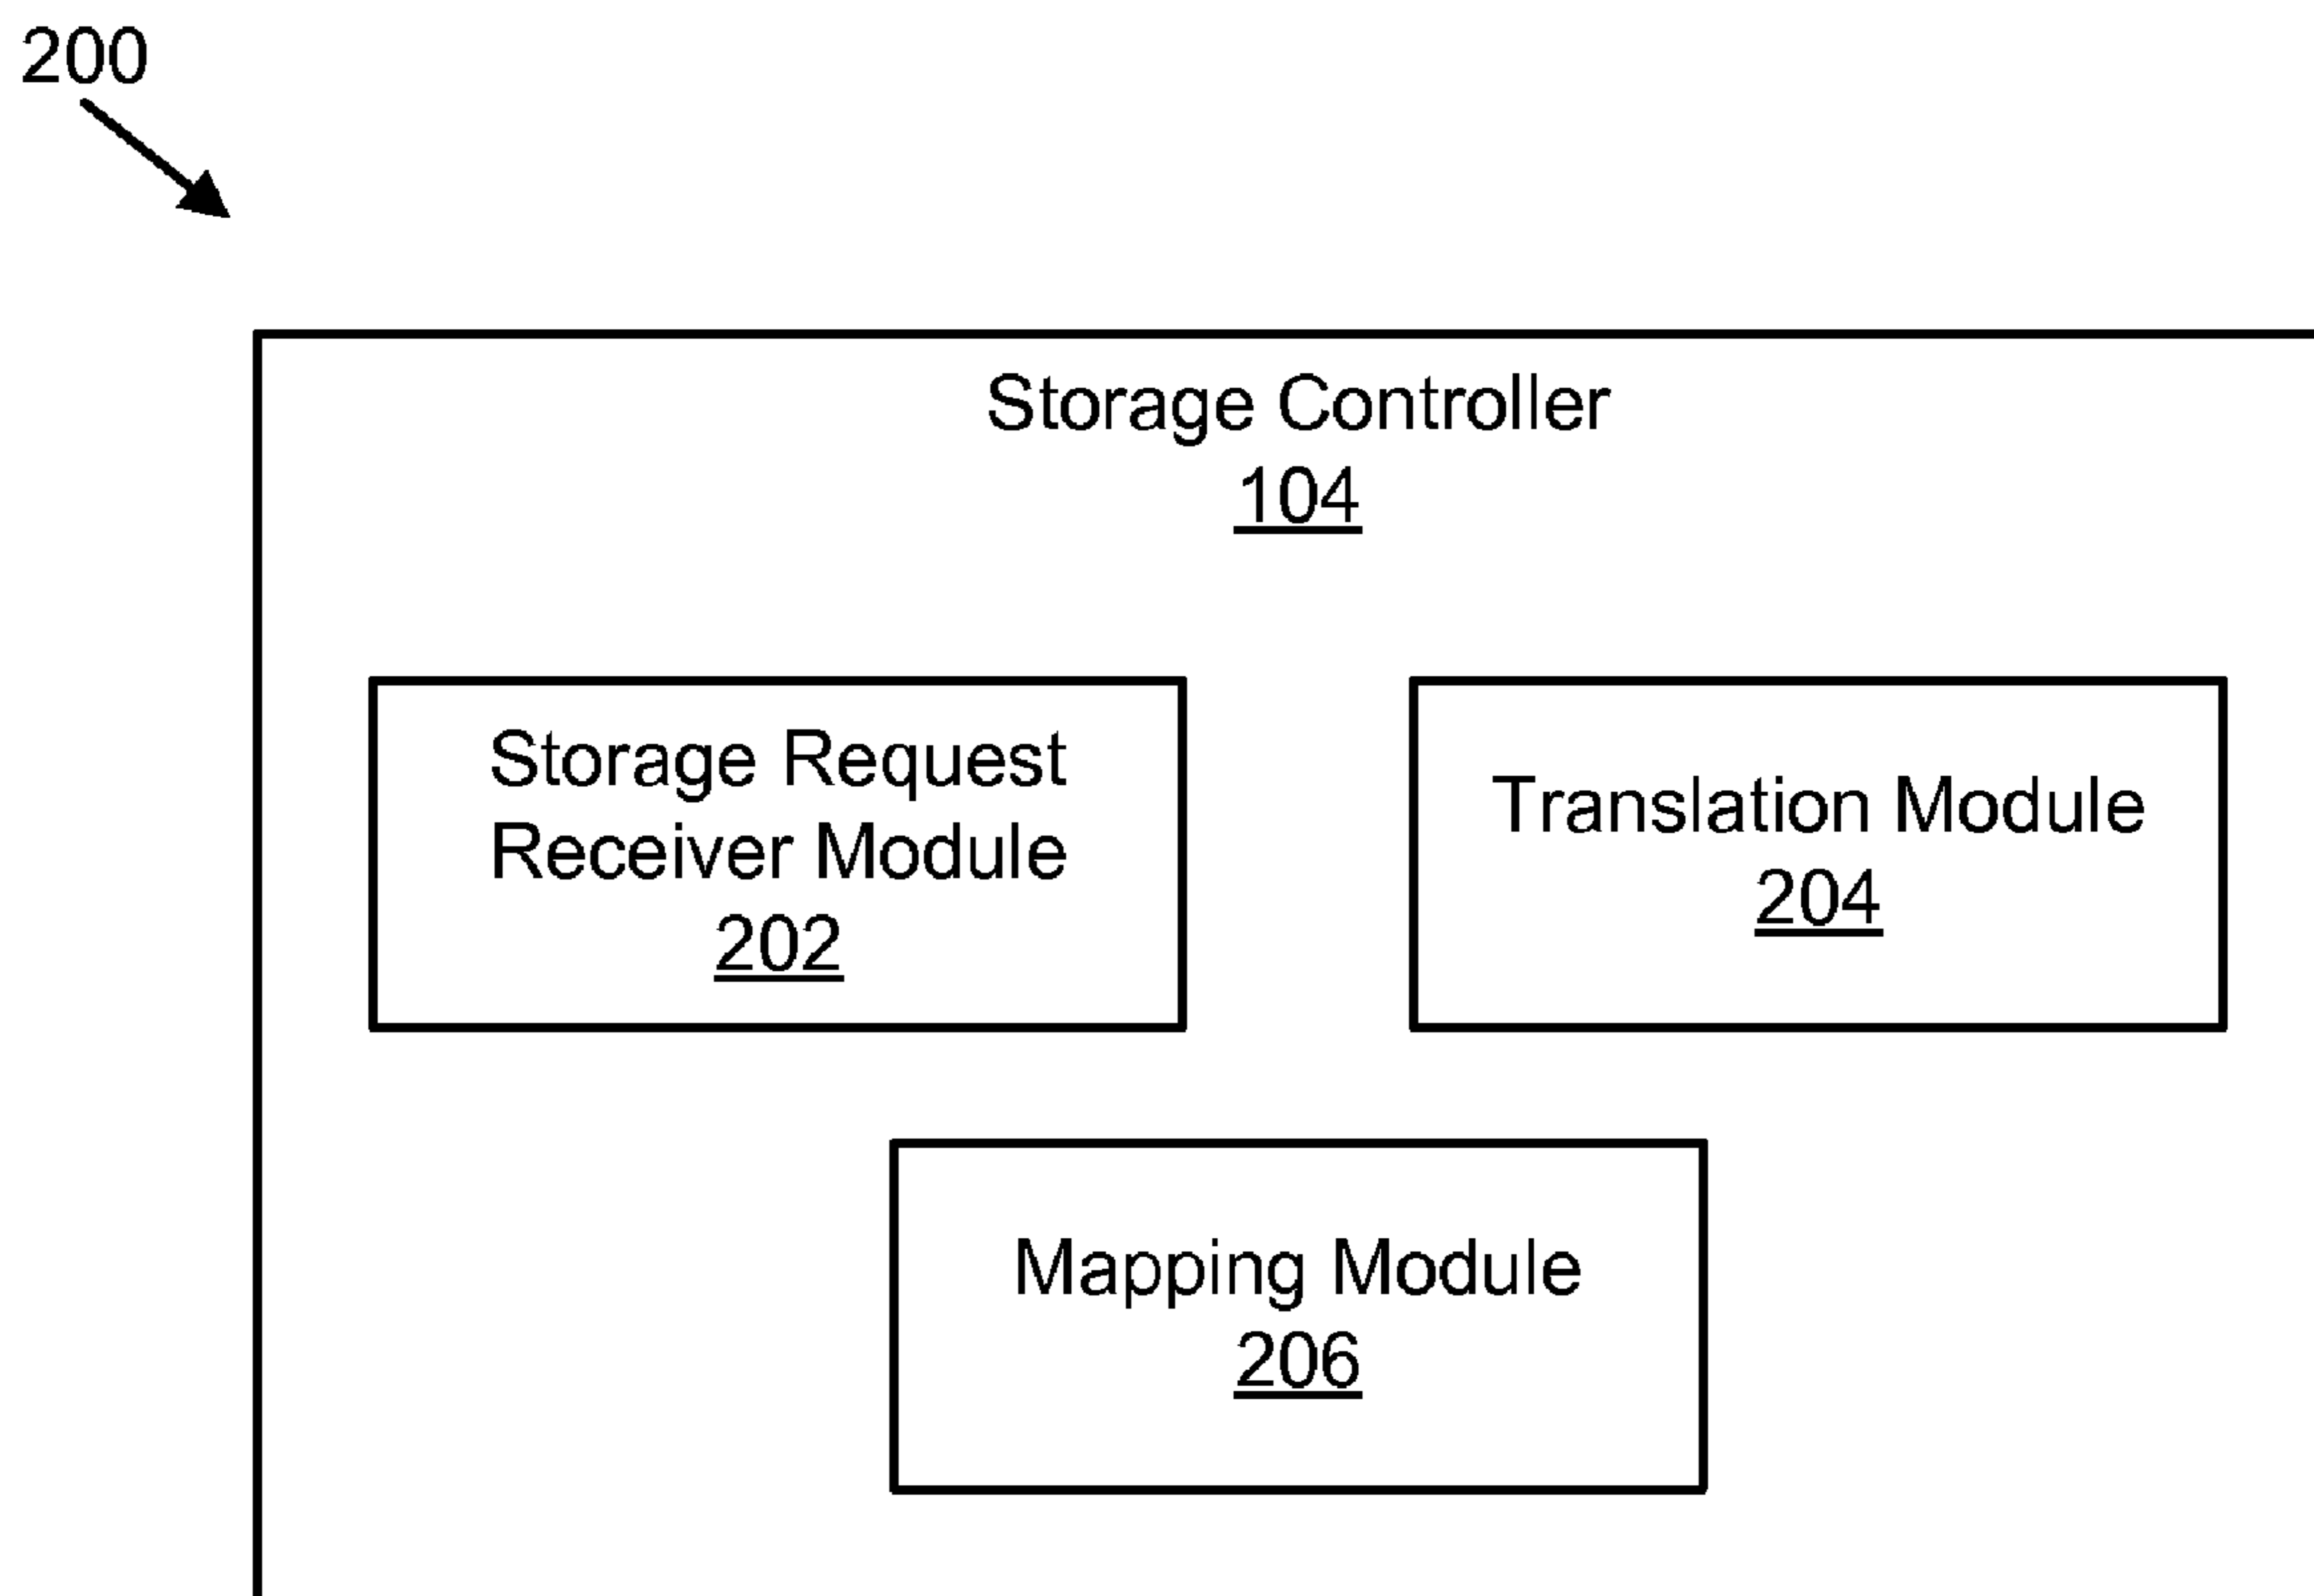 200
Storage Controller
104
Storage Request
Receiver Module
202
Translation Module
204
Mapping Module
206